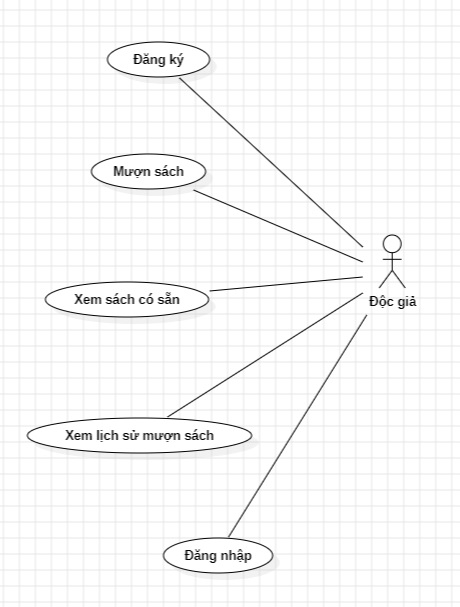 Đăng ký
Mượn sách
Xem sách có sẵn
Độc giả
Xem lịch sử mượn sách
Đăng nhập